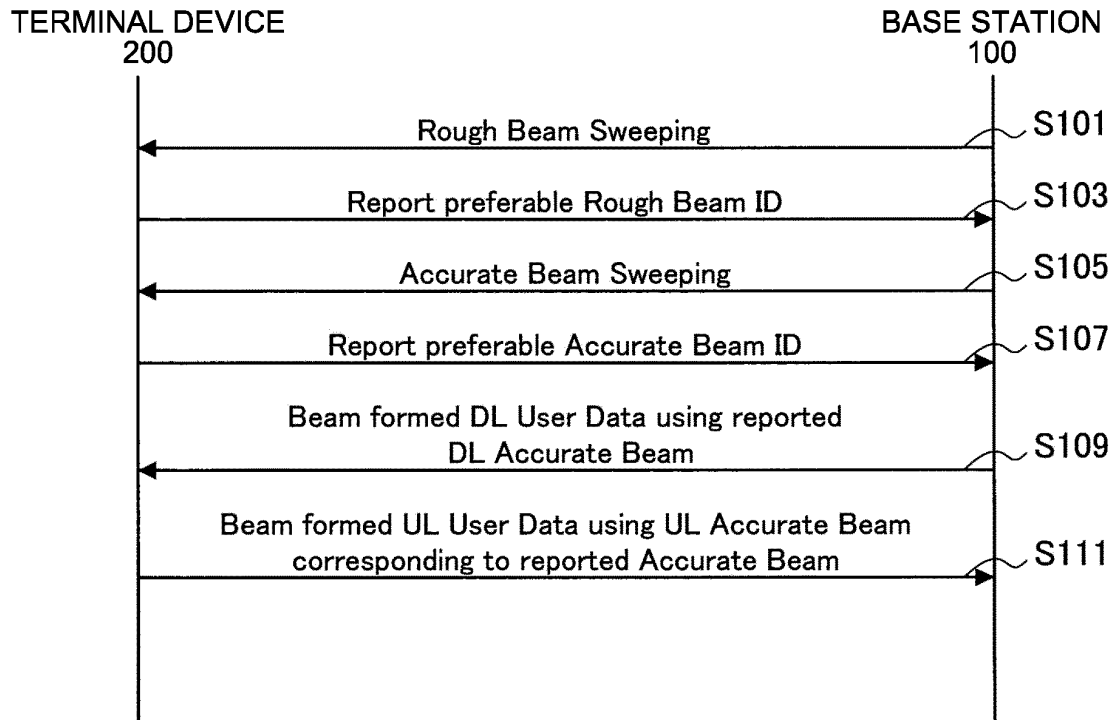 TERMINAL DEVICE
200
BASE STATION
100
Rough Beam Sweeping
S101
Report preferable Rough Beam ID
S103
Accurate Beam Sweeping
S105
Report preferable Accurate Beam ID
S107
Beam formed DL User Data using reported
DL Accurate Beam
S109
Beam formed UL User Data using UL Accurate Beam
corresponding to reported Accurate Beam
S111